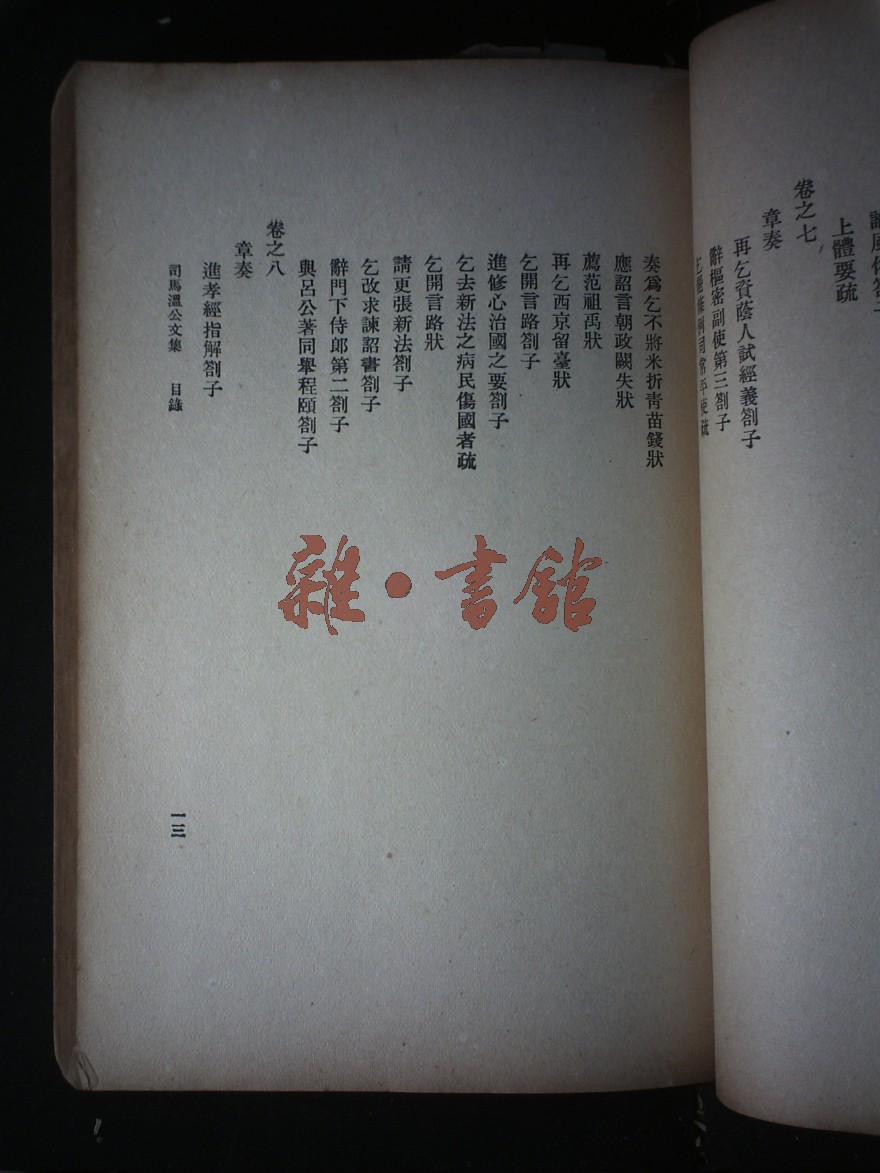 上體要疏
卷之七
章奏
再乞資蔭人試經義劄子
辭樞密副使第三劄子
奏爲乞不將米折靑苗錢狀
應詔言朝政闕失狀
薦范祖禹狀
再乞西京留臺狀
乞開言路劄子
進修心治國之要劄子
乞去新法之病民傷國者疏
乞開言路狀
請更張新法劄子
乞改求諫詔書劄子
辭門下侍郎第二劄子
與呂公著同舉程頤劄子
卷之八
章奏
進孝經指解劄子
司馬溫公文集 目錄
一三
雜·書館